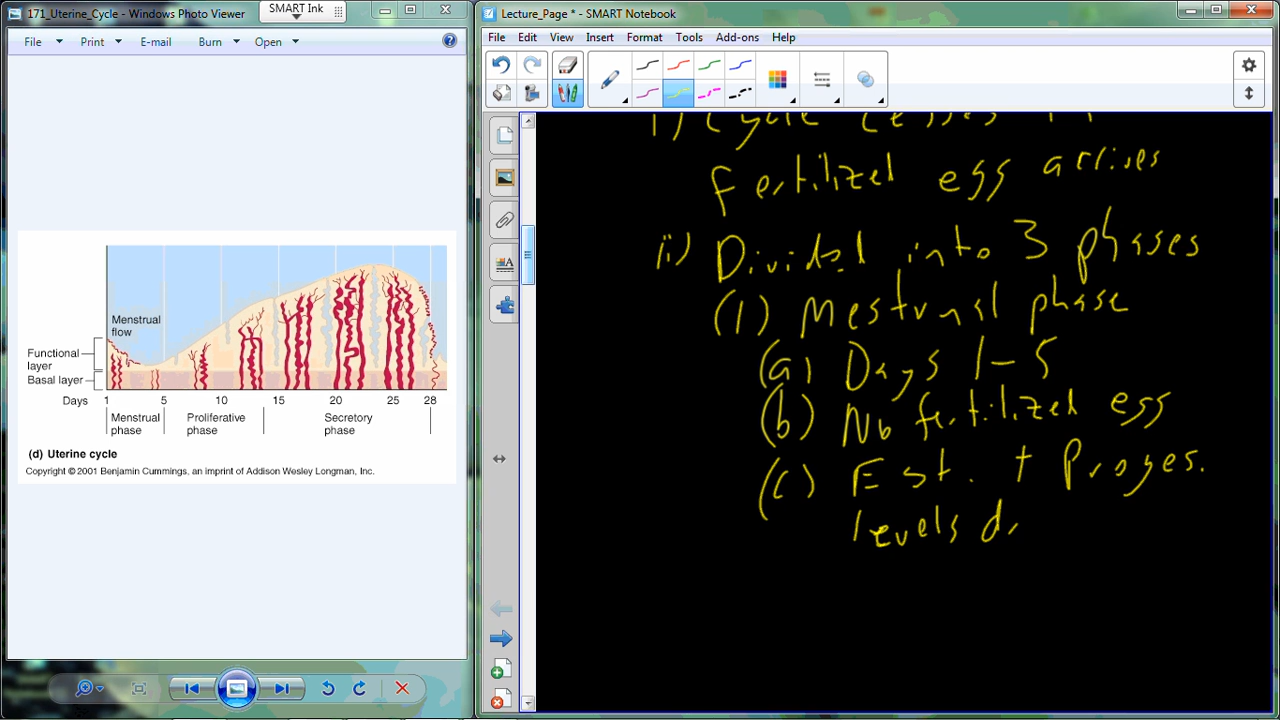 171_Uterine_Cycle - Windows Photo Viewer
SMART Ink
File Print E-mail Burn Open
Menstrual
flow
Functional
layer
Basal layer
Days 1 5 10 15 20 25 28
Menstrual Proliferative Secretory
phase phase phase
(d) Uterine cycle
Copyright © 2001 Benjamin Cummings, an imprint of Addison Wesley Longman, Inc.
Lecture_Page * - SMART Notebook
File Edit View Insert Format Tools Add-ons Help
i) Cycle
fertilized egg arrives
ii) Divided into 3 phases
(1) Mestrual phase
(a) Days 1-5
(b) No fertilized egg
(c) Est. + Proges.
levels